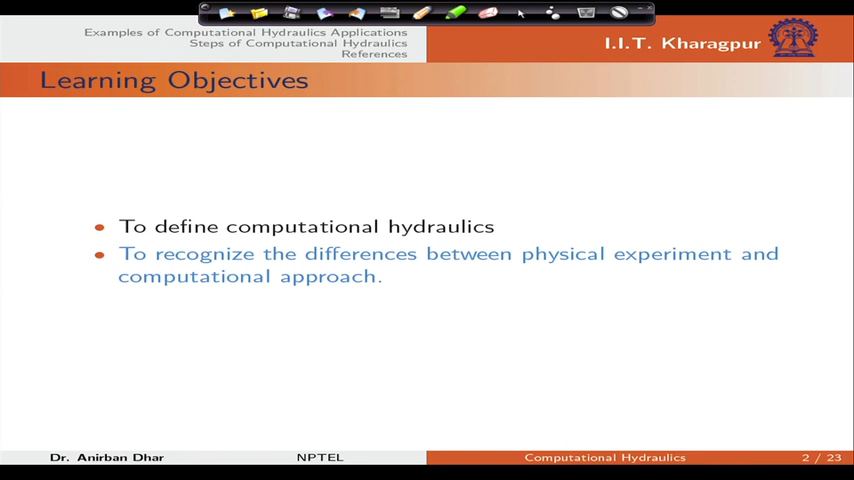 Examples of Computational Hydraulics Applications
Steps of Computational Hydraulics
References
I.I.T. Kharagpur
Learning Objectives
• To define computational hydraulics
• To recognize the differences between physical experiment and
computational approach.
Dr. Anirban Dhar NPTEL Computational Hydraulics 2 / 23